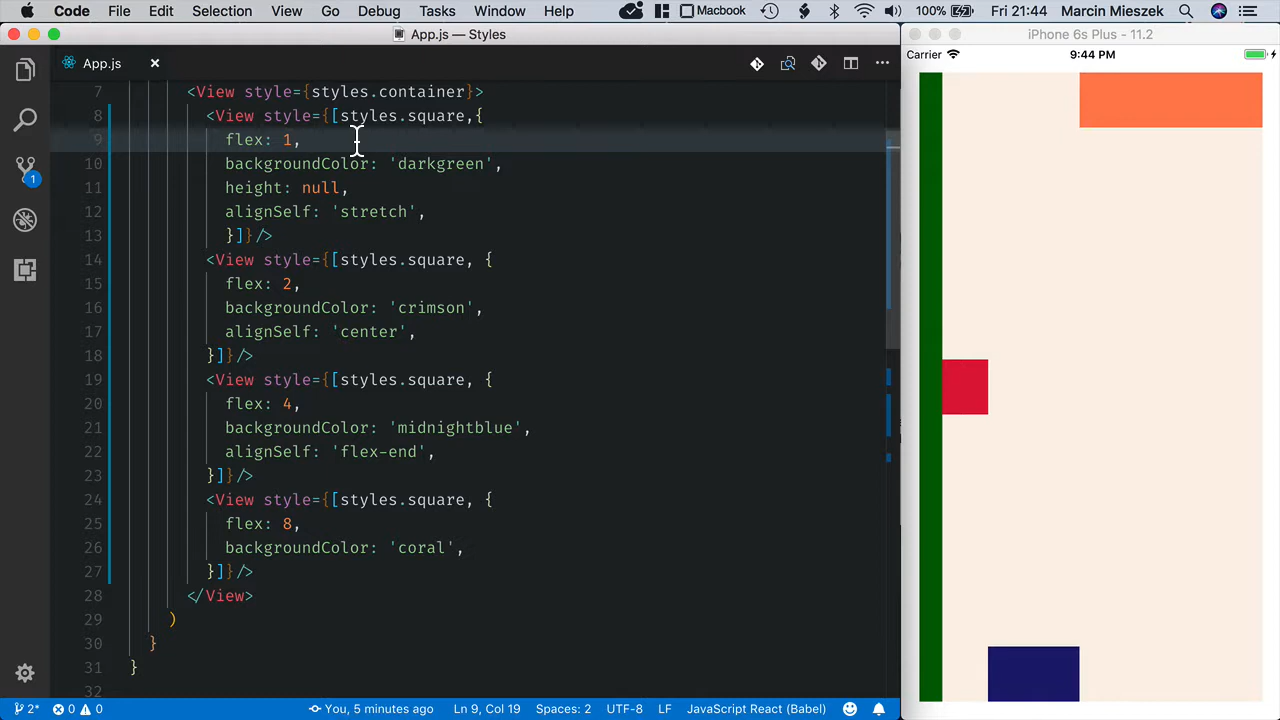 Code File Edit Selection View Go Debug Tasks Window Help Macbook 100% Fri 21:44 Marcin Mieszek
App.js — Styles
iPhone 6s Plus - 11.2
Carrier 9:44 PM
App.js
7 <View style={styles.container}>
8 <View style={[styles.square,{
9 flex: 1,
10 backgroundColor: 'darkgreen',
11 height: null,
12 alignSelf: 'stretch',
13 }]}/>
14 <View style={[styles.square, {
15 flex: 2,
16 backgroundColor: 'crimson',
17 alignSelf: 'center',
18 }]}/>
19 <View style={[styles.square, {
20 flex: 4,
21 backgroundColor: 'midnightblue',
22 alignSelf: 'flex-end',
23 }]}/>
24 <View style={[styles.square, {
25 flex: 8,
26 backgroundColor: 'coral',
27 }]}/>
28 </View>
29 )
30 }
31 }
32
1
2* 0 0 You, 5 minutes ago Ln 9, Col 19 Spaces: 2 UTF-8 LF JavaScript React (Babel)